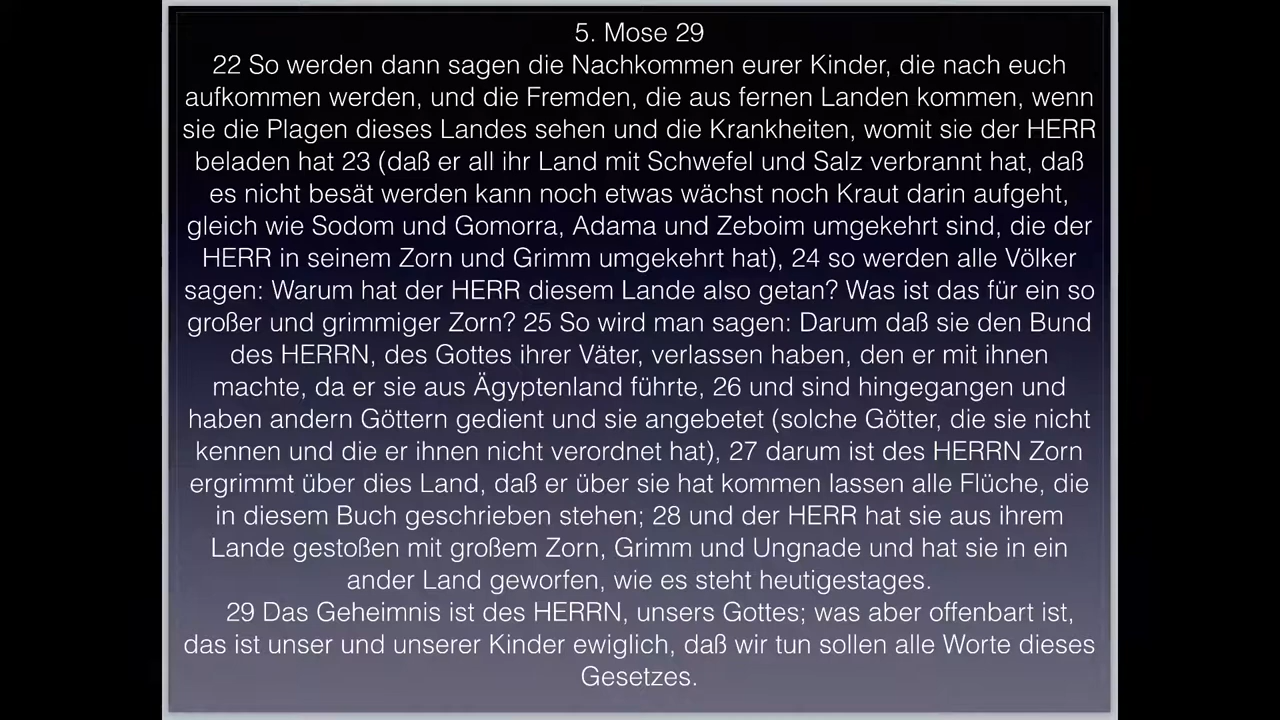 5. Mose 29
22 So werden dann sagen die Nachkommen eurer Kinder, die nach euch
aufkommen werden, und die Fremden, die aus fernen Landen kommen, wenn
sie die Plagen dieses Landes sehen und die Krankheiten, womit sie der HERR
beladen hat 23 (daß er all ihr Land mit Schwefel und Salz verbrannt hat, daß
es nicht besät werden kann noch etwas wächst noch Kraut darin aufgeht,
gleich wie Sodom und Gomorra, Adama und Zeboim umgekehrt sind, die der
HERR in seinem Zorn und Grimm umgekehrt hat), 24 so werden alle Völker
sagen: Warum hat der HERR diesem Lande also getan? Was ist das für ein so
großer und grimmiger Zorn? 25 So wird man sagen: Darum daß sie den Bund
des HERRN, des Gottes ihrer Väter, verlassen haben, den er mit ihnen
machte, da er sie aus Ägyptenland führte, 26 und sind hingegangen und
haben andern Göttern gedient und sie angebetet (solche Götter, die sie nicht
kennen und die er ihnen nicht verordnet hat), 27 darum ist des HERRN Zorn
ergrimmt über dies Land, daß er über sie hat kommen lassen alle Flüche, die
in diesem Buch geschrieben stehen; 28 und der HERR hat sie aus ihrem
Lande gestoßen mit großem Zorn, Grimm und Ungnade und hat sie in ein
ander Land geworfen, wie es steht heutigestages.
29 Das Geheimnis ist des HERRN, unsers Gottes; was aber offenbart ist,
das ist unser und unserer Kinder ewiglich, daß wir tun sollen alle Worte dieses
Gesetzes.